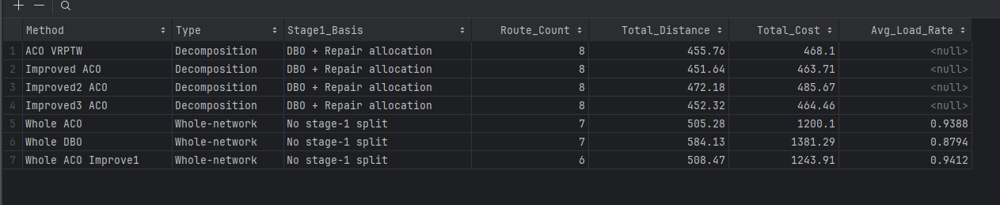 Method Type Stage1_Basis Route_Count Total_Distance Total_Cost Avg_Load_Rate
1 ACO VRPTW Decomposition DBO + Repair allocation 8 455.76 468.1 <null>
2 Improved ACO Decomposition DBO + Repair allocation 8 451.64 463.71 <null>
3 Improved2 ACO Decomposition DBO + Repair allocation 8 472.18 485.67 <null>
4 Improved3 ACO Decomposition DBO + Repair allocation 8 452.32 464.46 <null>
5 Whole ACO Whole-network No stage-1 split 7 505.28 1200.1 0.9388
6 Whole DBO Whole-network No stage-1 split 7 584.13 1381.29 0.8794
7 Whole ACO Improve1 Whole-network No stage-1 split 6 508.47 1243.91 0.9412